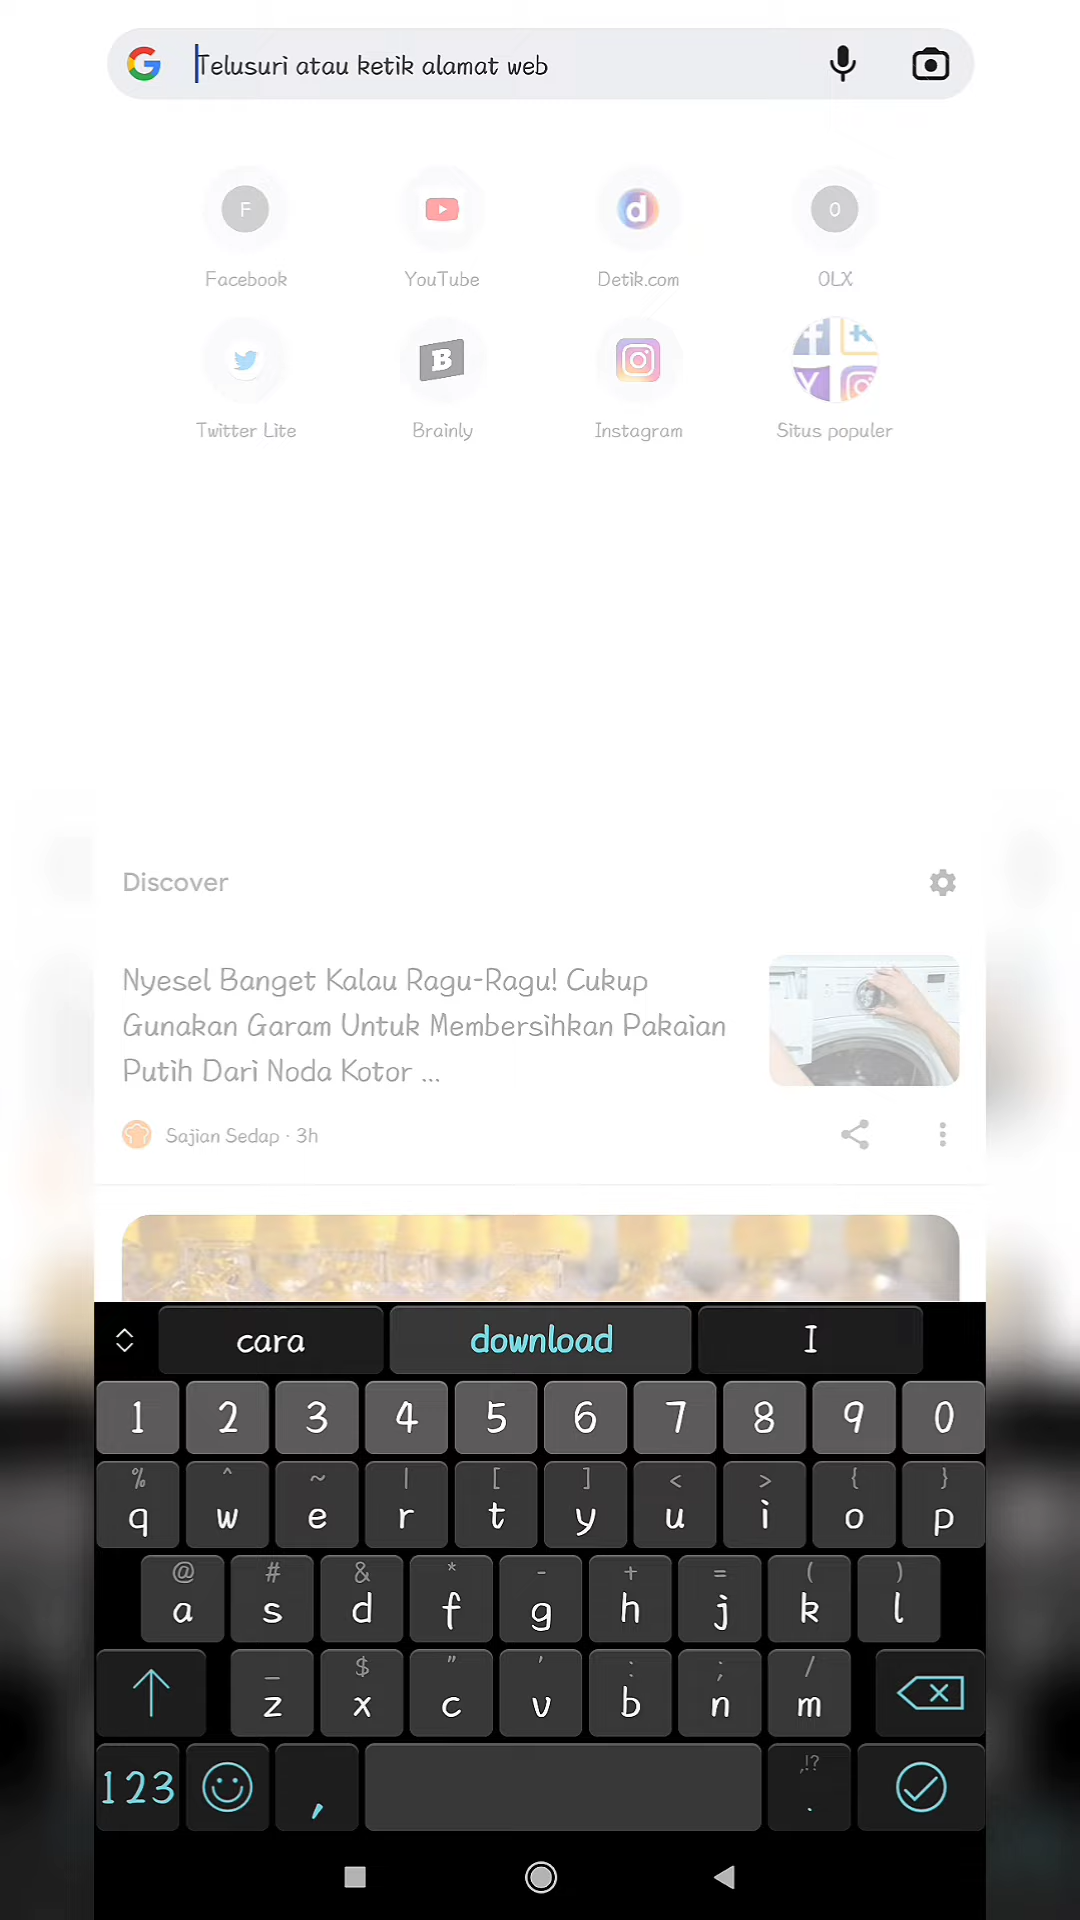 Telusuri atau ketik alamat web
F
d
O
Facebook
YouTube
Detik.com
OLX
B
Twitter Lite
Brainly
Instagram
Situs populer
Discover
Nyesel Banget Kalau Ragu-Ragu! Cukup
Gunakan Garam Untuk Membersihkan Pakaian
Putih Dari Noda Kotor ...
Sajian Sedap · 3h
cara download I
1 2 3 4 5 6 7 8 9 0
% ^ ~ | [ ] < > { }
q w e r t y u i o p
@ # & * - + = ( )
a s d f g h j k l
_ $ " ' : ; /
z x c v b n m
,!?
123 , .